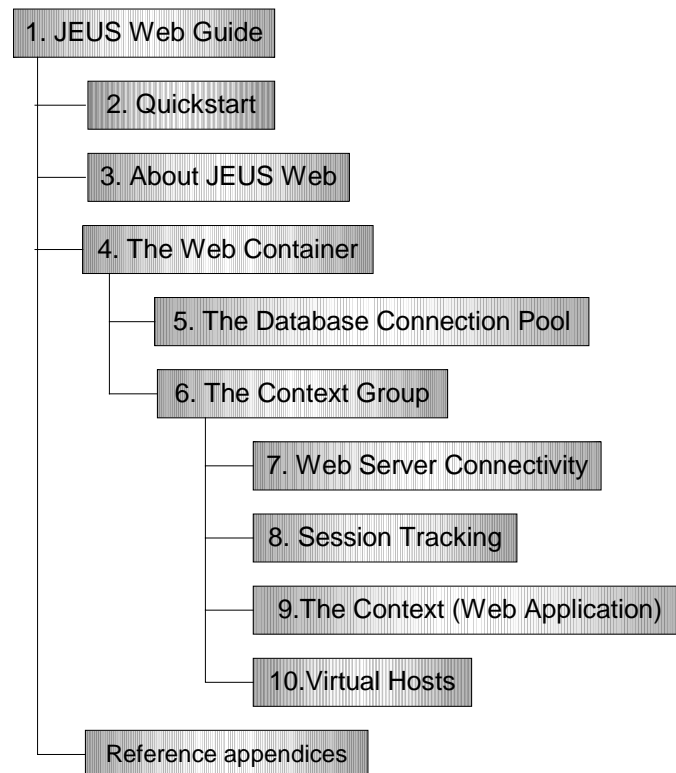 1. JEUS Web Guide
2. Quickstart
3. About JEUS Web
4. The Web Container
5. The Database Connection Pool
6. The Context Group
7. Web Server Connectivity
8. Session Tracking
9.The Context (Web Application)
10.Virtual Hosts
Reference appendices